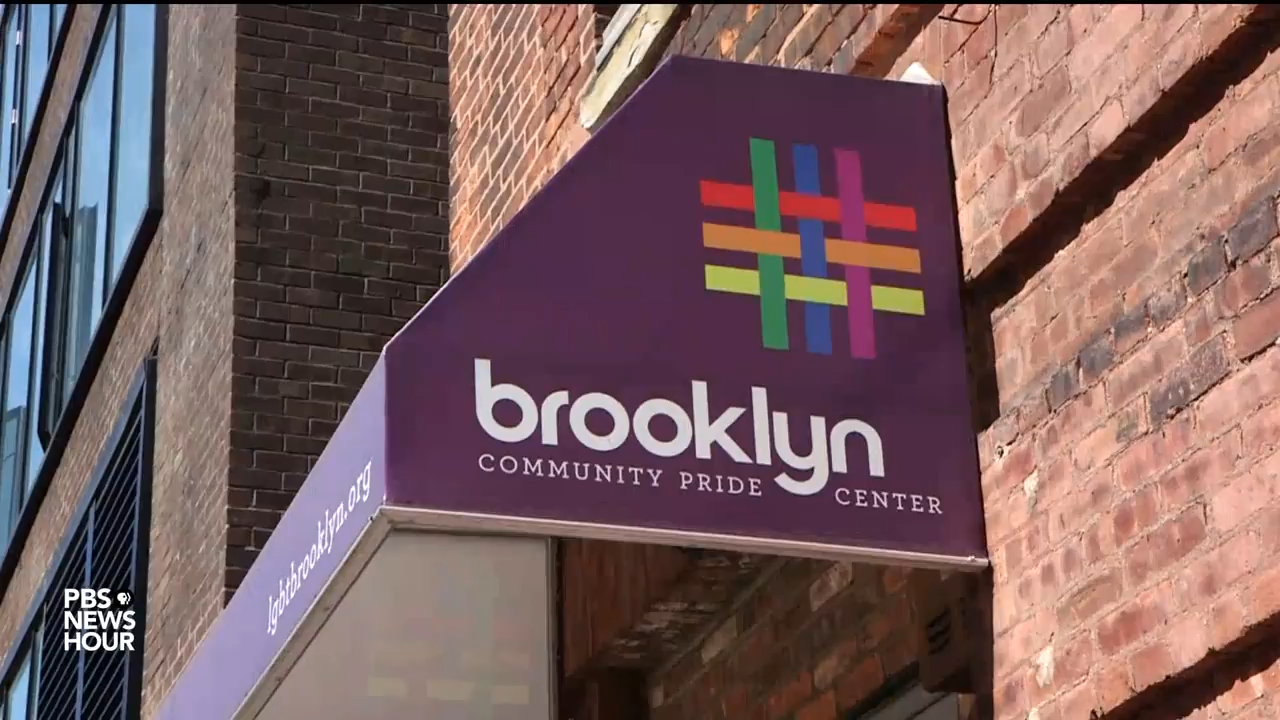 brooklyn
COMMUNITY PRIDE CENTER
lgbtbrooklyn.org
PBS
NEWS
HOUR